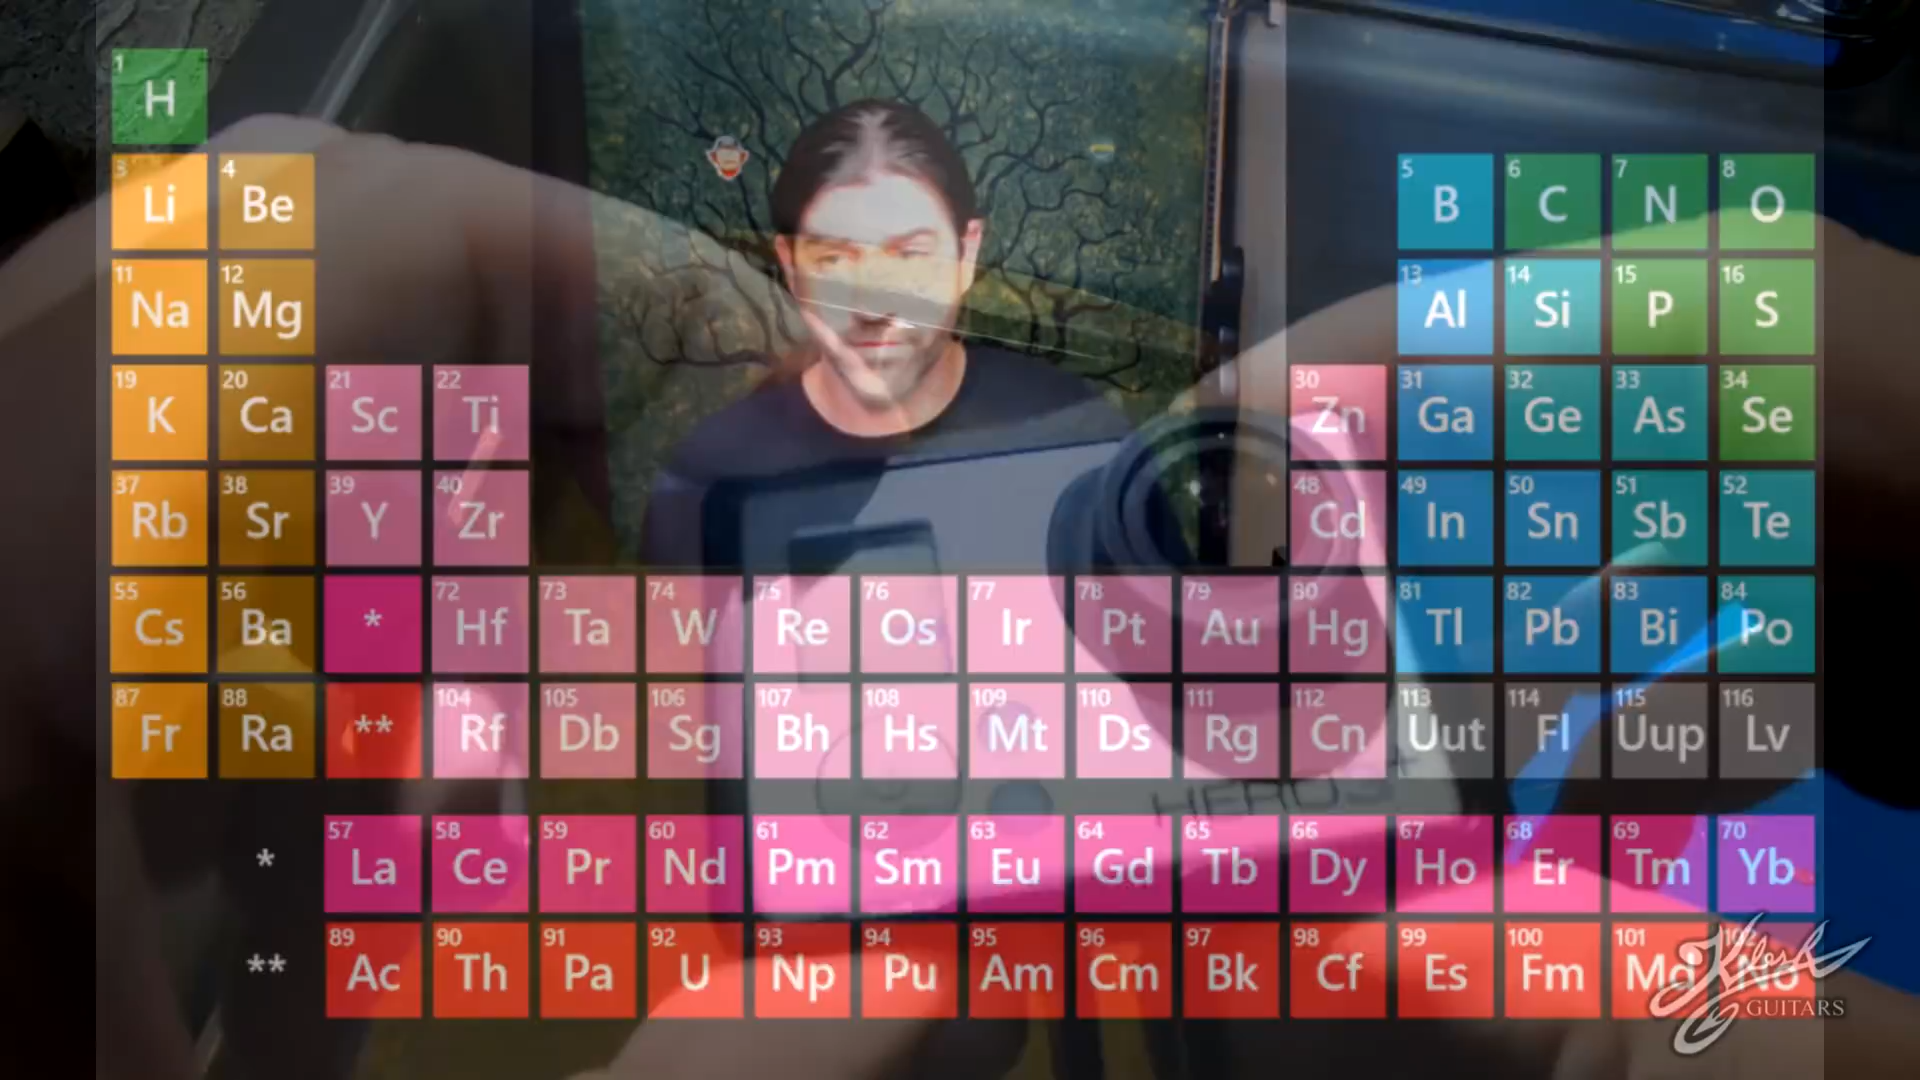 1 H
3 Li 4 Be 5 B 6 C 7 N 8 O
11 Na 12 Mg 13 Al 14 Si 15 P 16 S
19 K 20 Ca 21 Sc 22 Ti 30 Zn 31 Ga 32 Ge 33 As 34 Se
37 Rb 38 Sr 39 Y 40 Zr 48 Cd 49 In 50 Sn 51 Sb 52 Te
55 Cs 56 Ba * 72 Hf 73 Ta 74 W 75 Re 76 Os 77 Ir 78 Pt 79 Au 80 Hg 81 Tl 82 Pb 83 Bi 84 Po
87 Fr 88 Ra ** 104 Rf 105 Db 106 Sg 107 Bh 108 Hs 109 Mt 110 Ds 111 Rg 112 Cn 113 Uut 114 Fl 115 Uup 116 Lv
HERO3+
* 57 La 58 Ce 59 Pr 60 Nd 61 Pm 62 Sm 63 Eu 64 Gd 65 Tb 66 Dy 67 Ho 68 Er 69 Tm 70 Yb
** 89 Ac 90 Th 91 Pa 92 U 93 Np 94 Pu 95 Am 96 Cm 97 Bk 98 Cf 99 Es 100 Fm 101 Md 102 No
GUITARS